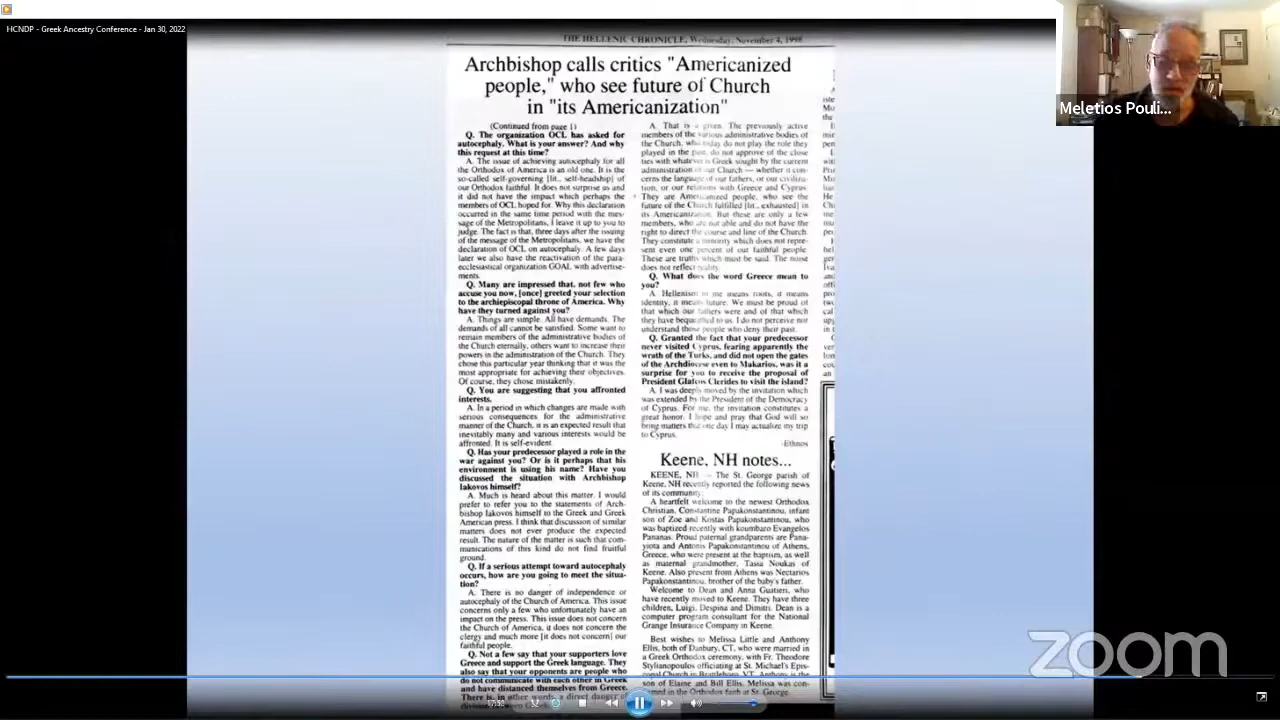 HCNDP - Greek Ancestry Conference - Jan 30, 2022
THE HELLENIC CHRONICLE, Wednesday, November 4, 1998
Archbishop calls critics "Americanized
people," who see future of Church
in "its Americanization"
(Continued from page 1)
Q. The organization OCL has asked for
autocephaly. What is your answer? And why
this request at this time?
A. The issue of achieving autocephaly for all
the Orthodox of America is an old one. It is the
so-called self-governing [lit., self-headship] of
our Orthodox faithful. It does not surprise us and
it did not have the impact which perhaps the
members of OCL hoped for. Why this declaration
occurred in the same time period with the mes-
sage of the Metropolitans, I leave it up to you to
judge. The fact is that, three days after the issuing
of the message of the Metropolitans, we have the
declaration of OCL on autocephaly. A few days
later we also have the reactivation of the para-
ecclesiastical organization GOAL with advertise-
ments.
Q. Many are impressed that, not few who
accuse you now, [once] greeted your selection
to the archiepiscopal throne of America. Why
have they turned against you?
A. Things are simple. All have demands. The
demands of all cannot be satisfied. Some want to
remain members of the administrative bodies of
the Church eternally, others want to increase their
powers in the administration of the Church. They
chose this particular year thinking that it was the
most appropriate for achieving their objectives.
Of course, they chose mistakenly.
Q. You are suggesting that you affronted
interests.
A. In a period in which changes are made with
serious consequences for the administrative
manner of the Church, it is an expected result that
inevitably many and various interests would be
affronted. It is self-evident.
Q. Has your predecessor played a role in the
war against you? Or is it perhaps that his
environment is using his name? Have you
discussed the situation with Archbishop
Iakovos himself?
A. Much is heard about this matter. I would
prefer to refer you to the statements of Arch-
bishop Iakovos himself to the Greek and Greek
American press. I think that discussion of similar
matters does not ever produce the expected
result. The nature of the matter is such that com-
munications of this kind do not find fruitful
ground.
Q. If a serious attempt toward autocephaly
occurs, how are you going to meet the situa-
tion?
A. There is no danger of independence or
autocephaly of the Church of America. This issue
concerns only a few who unfortunately have an
impact on the press. This issue does not concern
the Church of America, it does not concern the
clergy and much more [it does not concern] our
faithful people.
Q. Not a few say that your supporters love
Greece and support the Greek language. They
also say that your opponents are people who
do not communicate with each other in Greek
and have distanced themselves from Greece.
There is, in other words, a direct danger of
A. That is a given. The previously active
members of the various administrative bodies of
the Church, who today do not play the role they
played in the past, do not approve of the close
ties with whatever is Greek sought by the current
administration of our Church — whether it con-
cerns the language of our fathers, or our civiliza-
tion, or our relations with Greece and Cyprus.
They are Americanized people, who see the
future of the Church fulfilled [lit., exhausted] in
its Americanization. But these are only a few
members, who are not able and do not have the
right to direct the course and line of the Church.
They constitute a minority which does not repre-
sent even one percent of our faithful people.
These are truths which must be said. The noise
does not reflect reality.
Q. What does the word Greece mean to
you?
A. Hellenism to me means roots, it means
identity, it means future. We must be proud of
that which our fathers were and of that which
they have bequeathed to us. I do not perceive nor
understand those people who deny their past.
Q. Granted the fact that your predecessor
never visited Cyprus, fearing apparently the
wrath of the Turks, and did not open the gates
of the Archdiocese even to Makarios, was it a
surprise for you to receive the proposal of
President Glafcos Clerides to visit the island?
A. I was deeply moved by the invitation which
was extended by the President of the Democracy
of Cyprus. For me, the invitation constitutes a
great honor. I hope and pray that God will so
bring matters that one day I may actualize my trip
to Cyprus.
-Ethnos
Keene, NH notes...
KEENE, NH — The St. George parish of
Keene, NH recently reported the following news
of its community:
A heartfelt welcome to the newest Orthodox
Christian, Constantine Papakonstantinou, infant
son of Zoe and Kostas Papakonstantinou, who
was baptized recently with koumbaro Evangelos
Pananas. Proud paternal grandparents are Pana-
yiota and Antonis Papakonstantinou of Athens,
Greece, who were present at the baptism, as well
as maternal grandmother, Tasia Noukas of
Keene. Also present from Athens was Nectarios
Papakonstantinou, brother of the baby's father.
Welcome to Dean and Anna Guatieri, who
have recently moved to Keene. They have three
children, Luigi, Despina and Dimitri. Dean is a
computer program consultant for the National
Grange Insurance Company in Keene.
Best wishes to Melissa Little and Anthony
Ellis, both of Danbury, CT, who were married in
a Greek Orthodox ceremony, with Fr. Theodore
Stylianopoulos officiating at St. Michael's Epis-
copal Church in Brattleboro, VT. Anthony is the
son of Elaine and Bill Ellis. Melissa was con-
firmed in the Orthodox faith at St. George.
Meletios Pouli...
zoom